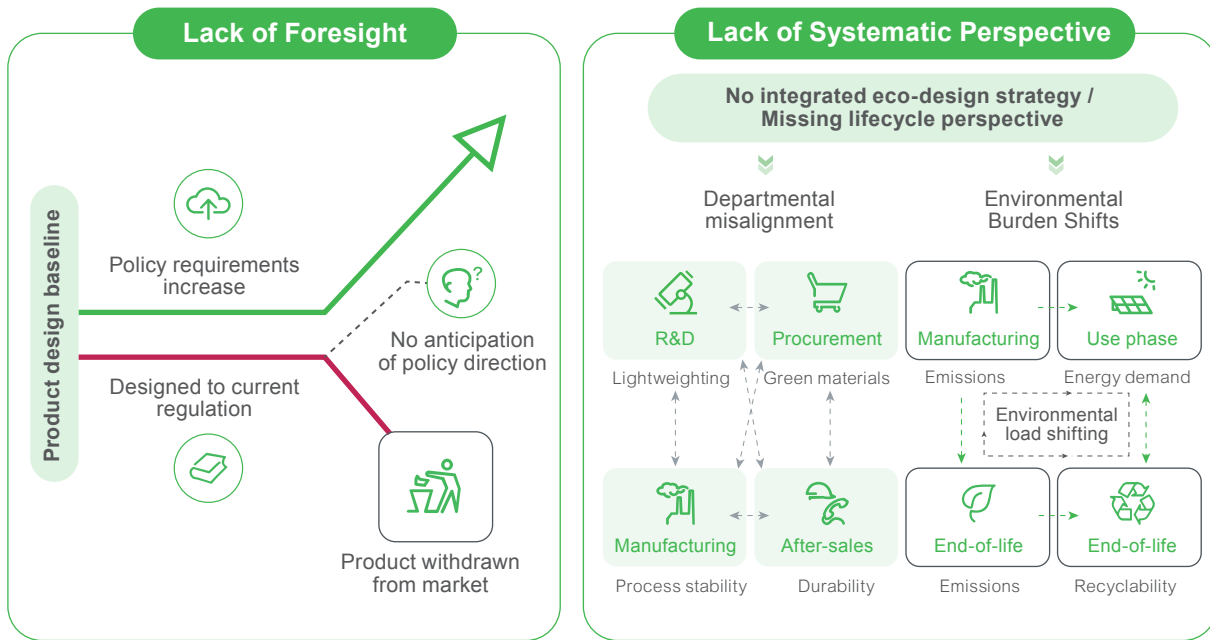 Lack of Foresight
Product design baseline
Policy requirements
increase
?
No anticipation
of policy direction
Designed to current
regulation
Product withdrawn
from market
Lack of Systematic Perspective
No integrated eco-design strategy /
Missing lifecycle perspective
Departmental
misalignment
Environmental
Burden Shifts
R&D
Procurement
Manufacturing
Use phase
Lightweighting
Green materials
Emissions
Energy demand
Environmental
load shifting
Manufacturing
After-sales
End-of-life
End-of-life
Process stability
Durability
Emissions
Recyclability